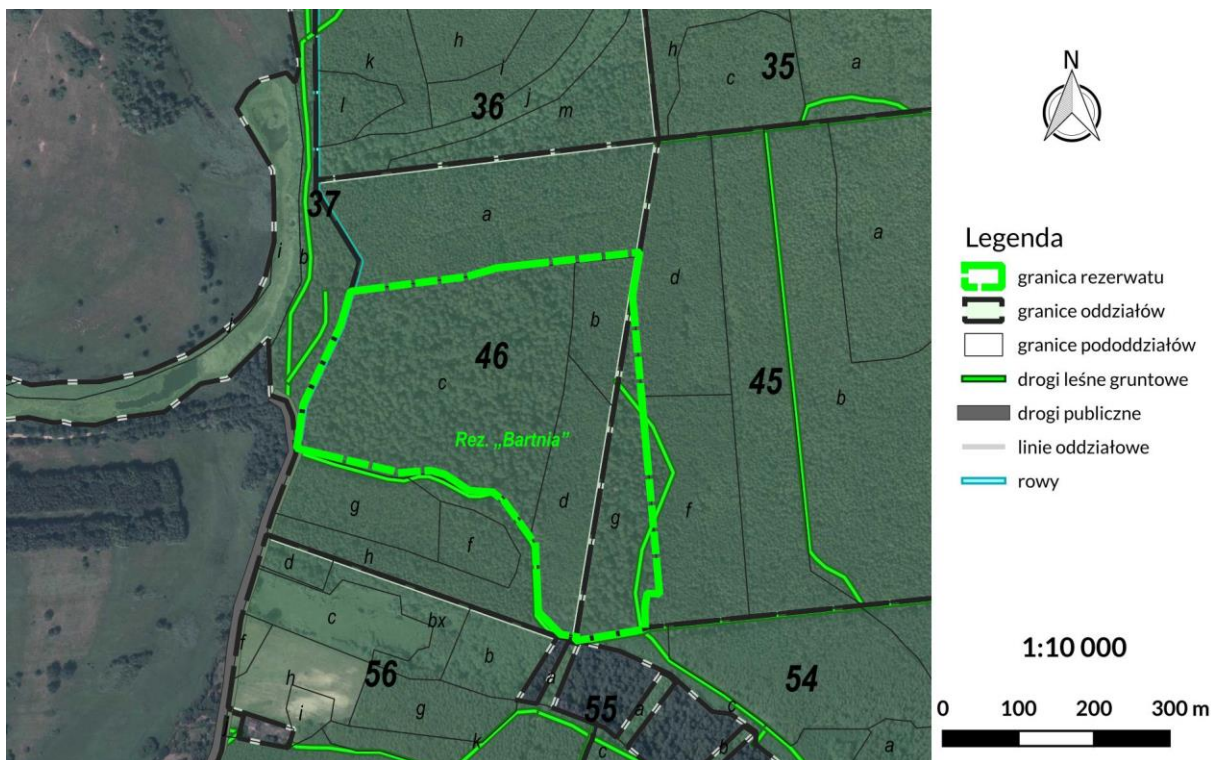 k
h
l
l
36
j
m
h
c
35
a
37
a
i
b
i
a
d
b
46
c
45
b
Rez. „Bartnia”
g
f
d
g
f
d
h
c
bx
f
b
a
h
56
i
g
k
55
a
c
54
c
b
a
N
Legenda
granica rezerwatu
granice oddziałów
granice pododdziałów
drogi leśne gruntowe
drogi publiczne
linie oddziałowe
rowy
1:10 000
0 100 200 300 m